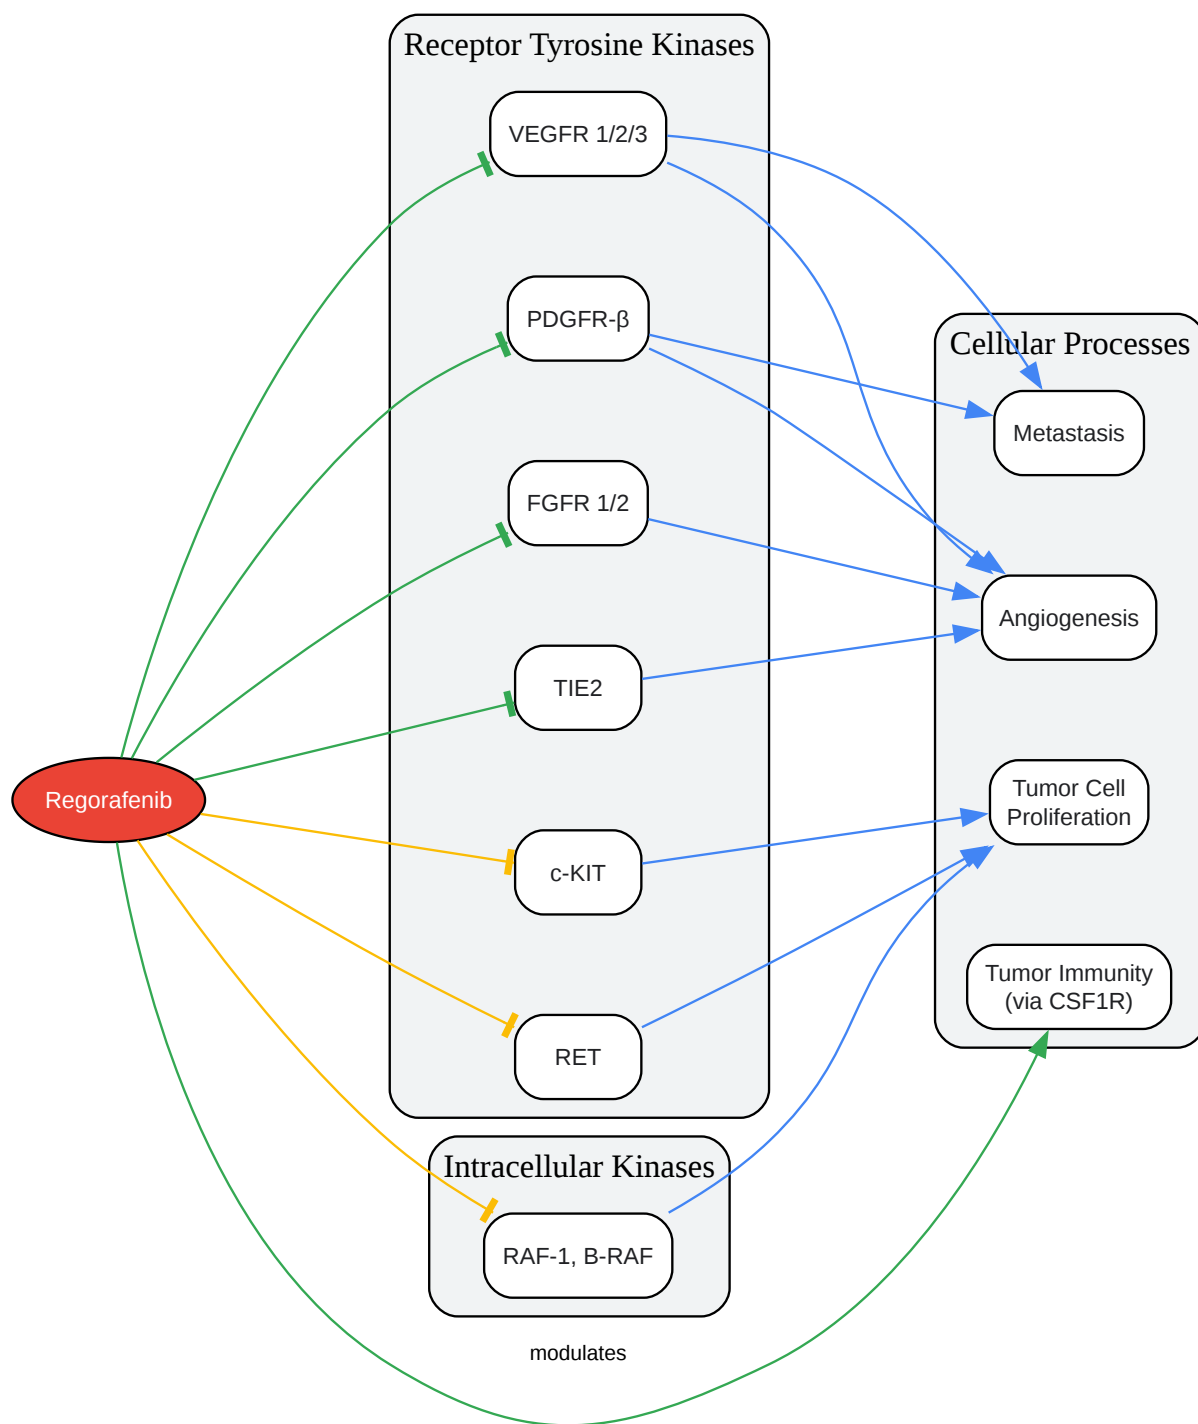 Receptor Tyrosine Kinases
VEGFR 1/2/3
PDGFR-β
FGFR 1/2
TIE2
c-KIT
RET
Cellular Processes
Metastasis
Angiogenesis
Tumor Cell
Proliferation
Tumor Immunity
(via CSF1R)
Regorafenib
Intracellular Kinases
RAF-1, B-RAF
modulates